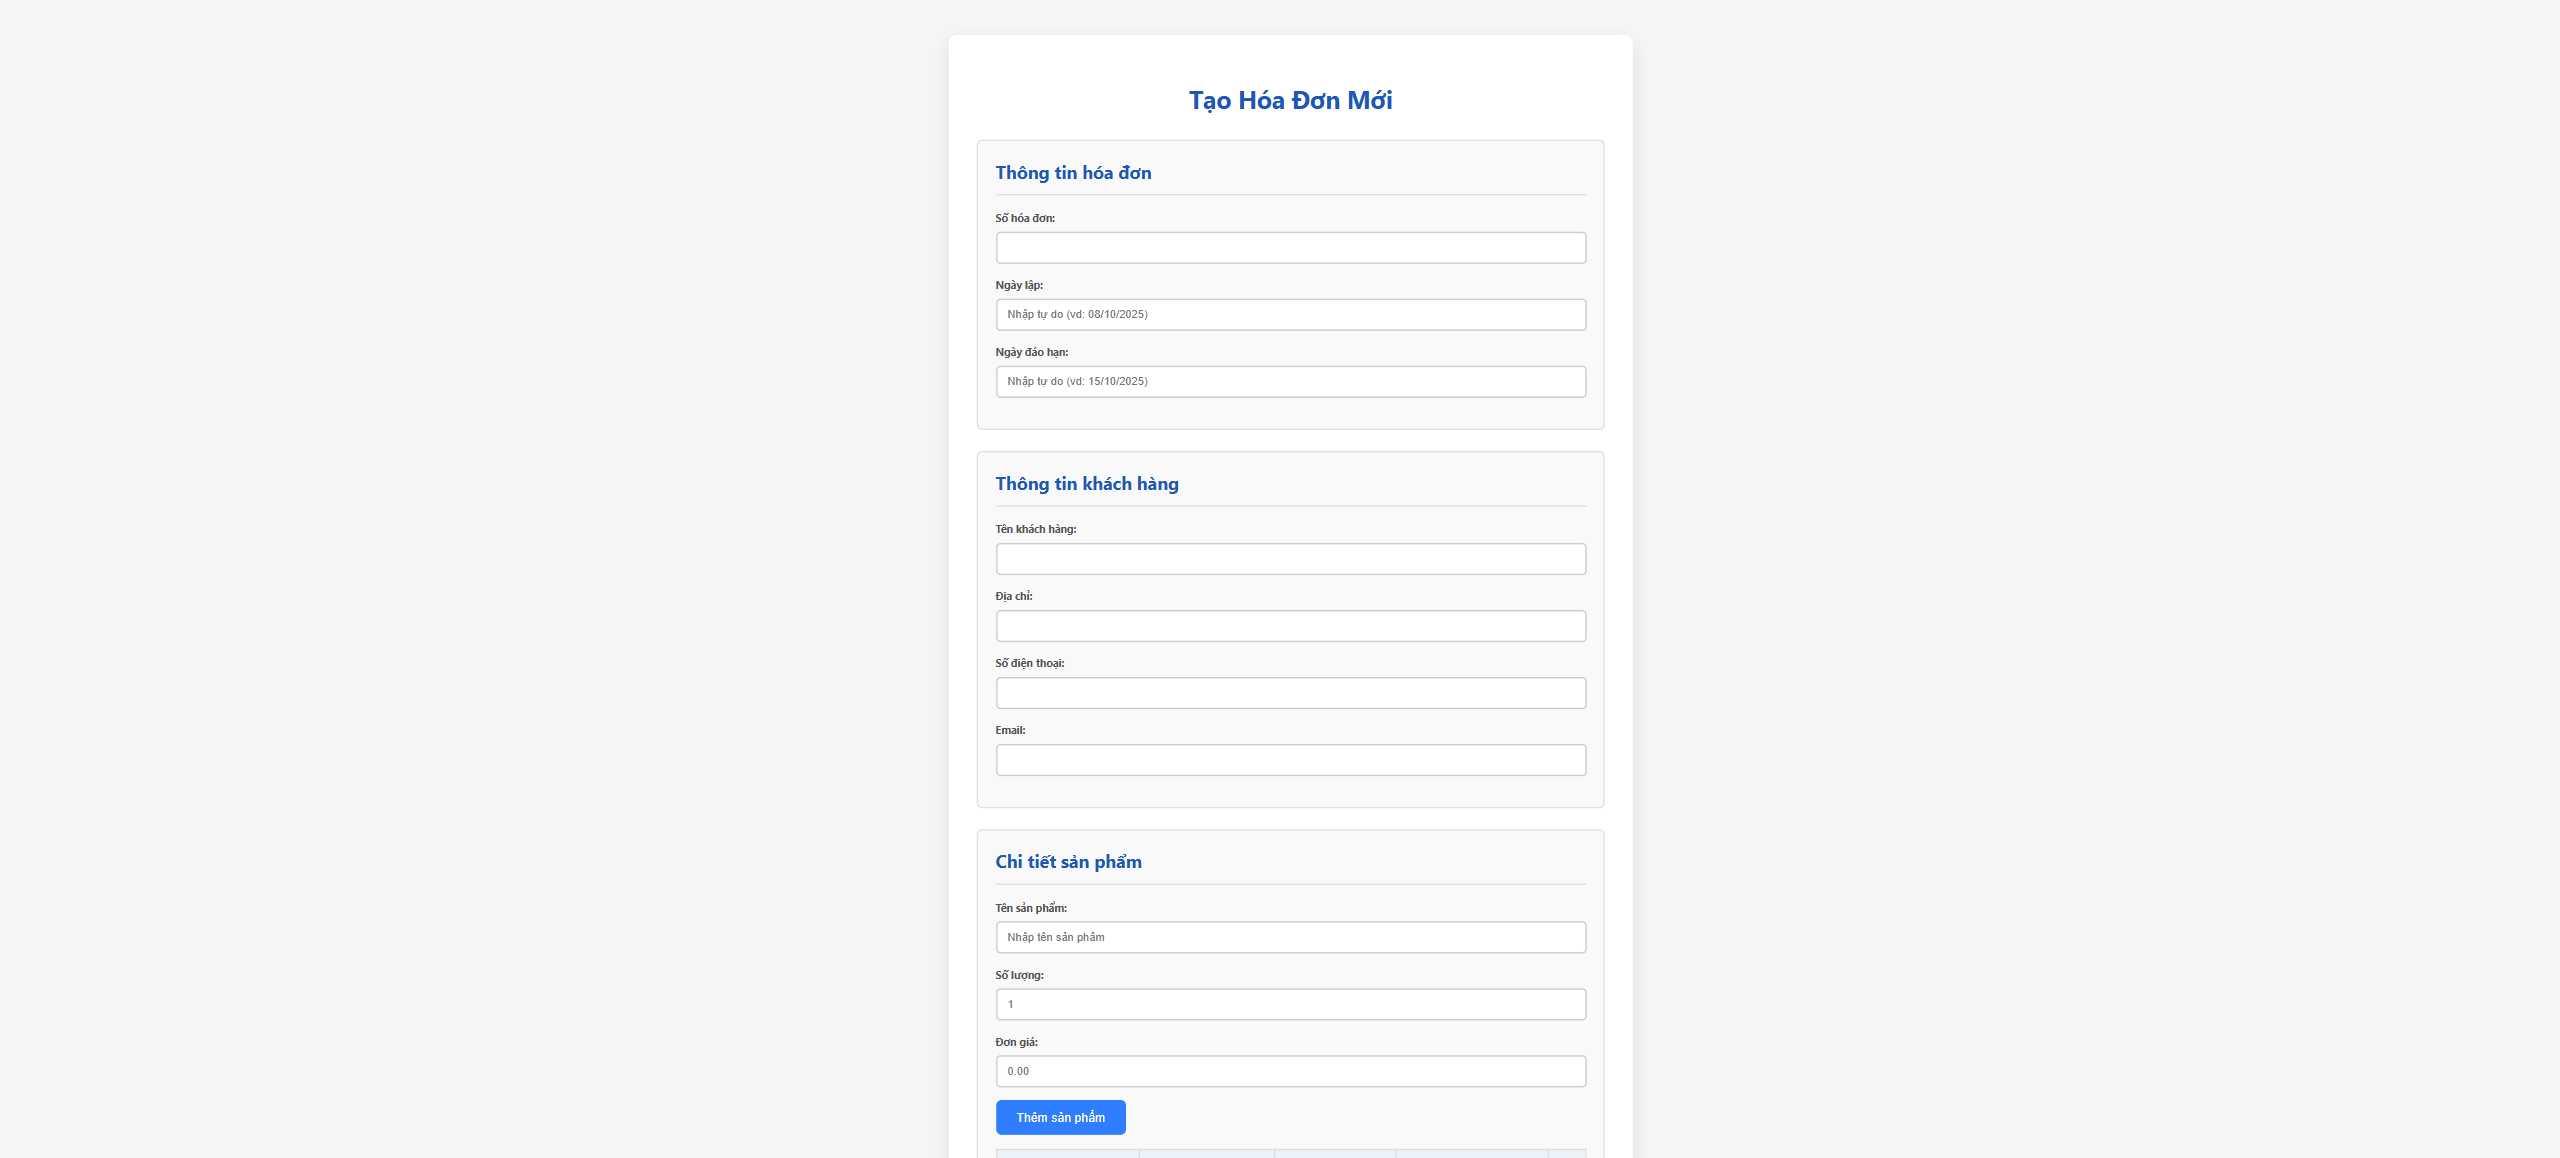 Tạo Hóa Đơn Mới
Thông tin hóa đơn
Số hóa đơn:
Ngày lập:
Nhập tự do (vd: 08/10/2025)
Ngày đáo hạn:
Nhập tự do (vd: 15/10/2025)
Thông tin khách hàng
Tên khách hàng:
Địa chỉ:
Số điện thoại:
Email:
Chi tiết sản phẩm
Tên sản phẩm:
Nhập tên sản phẩm
Số lượng:
1
Đơn giá:
0.00
Thêm sản phẩm